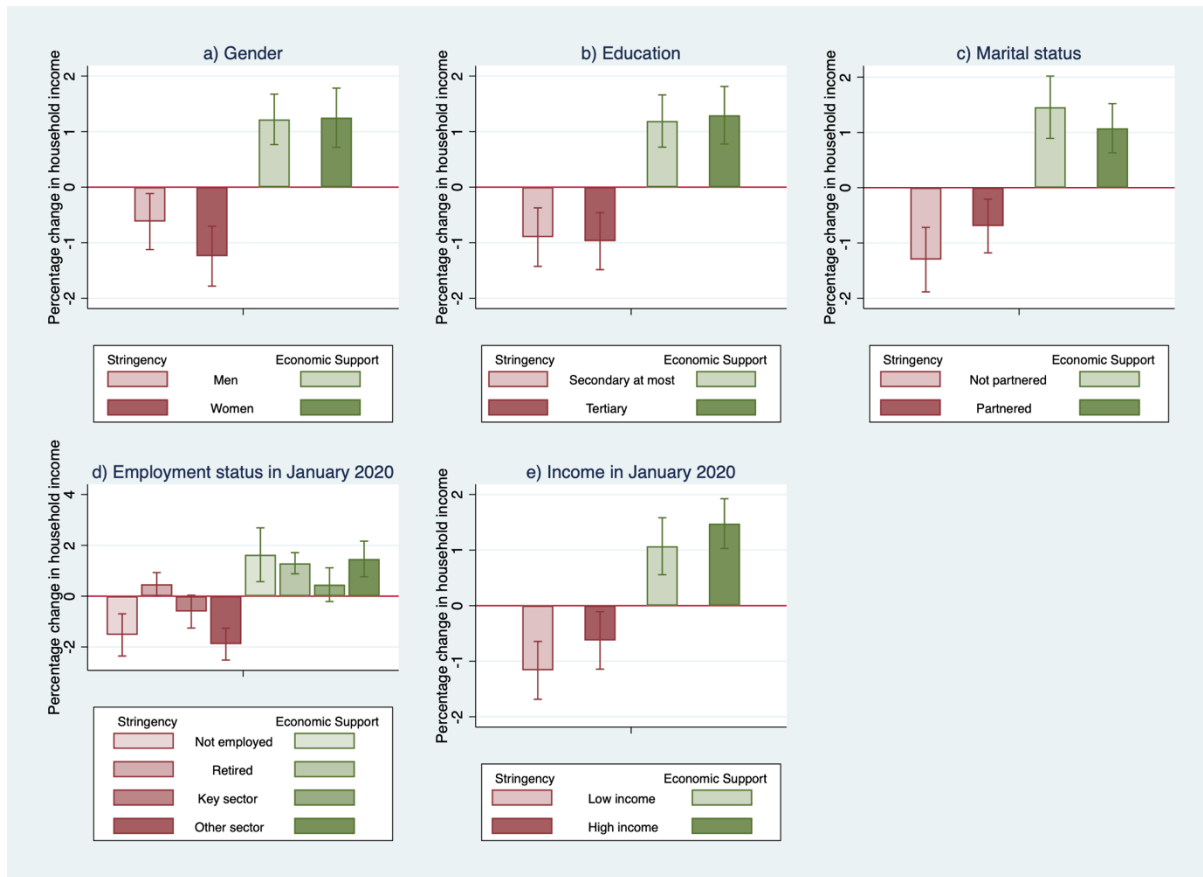 a) Gender
Percentage change in household income
2
1
0
-1
-2
Stringency Economic Support
Men
Women
b) Education
Percentage change in household income
2
1
0
-1
-2
Stringency Economic Support
Secondary at most
Tertiary
c) Marital status
Percentage change in household income
2
1
0
-1
-2
Stringency Economic Support
Not partnered
Partnered
d) Employment status in January 2020
Percentage change in household income
4
2
0
-2
Stringency Economic Support
Not employed
Retired
Key sector
Other sector
e) Income in January 2020
Percentage change in household income
2
1
0
-1
-2
Stringency Economic Support
Low income
High income